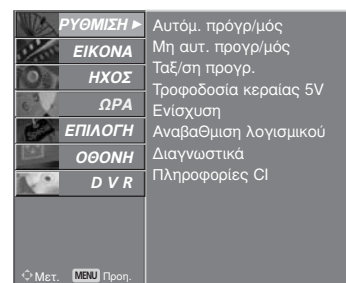 ΡΥΘΜΙΣΗ ►
ΕΙΚΟΝΑ
ΗΧΟΣ
ΩΡΑ
ΕΠΙΛΟΓΗ
ΟΘΟΝΗ
D V R
Αυτόμ. πρόγρ/μός
Μη αυτ. προγρ/μός
Ταξ/ση προγρ.
Τροφοδοσία κεραίας 5V
Ενίσχυση
ΑναβαΘμιση λογισμικού
Διαγνωστικά
Πληροφορίες CI
Μετ. MENU Προη.